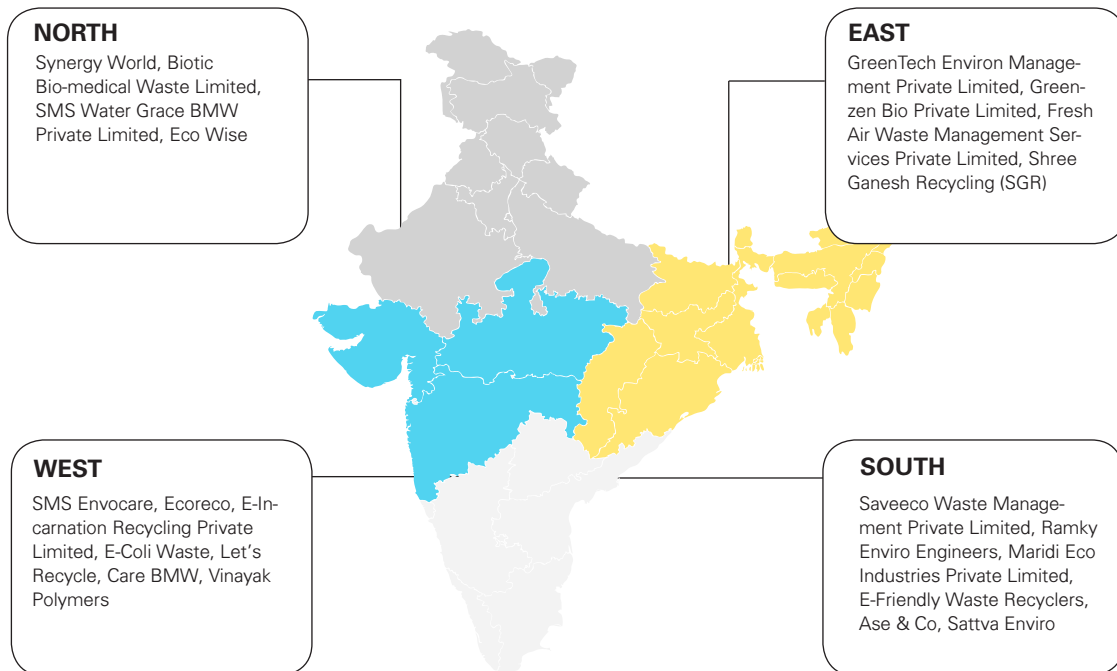 NORTH
Synergy World, Biotic
Bio-medical Waste Limited,
SMS Water Grace BMW
Private Limited, Eco Wise
EAST
GreenTech Environ Manage-
ment Private Limited, Green-
zen Bio Private Limited, Fresh
Air Waste Management Ser-
vices Private Limited, Shree
Ganesh Recycling (SGR)
WEST
SMS Envocare, Ecoreco, E-In-
carnation Recycling Private
Limited, E-Coli Waste, Let's
Recycle, Care BMW, Vinayak
Polymers
SOUTH
Saveeco Waste Manage-
ment Private Limited, Ramky
Enviro Engineers, Maridi Eco
Industries Private Limited,
E-Friendly Waste Recyclers,
Ase & Co, Sattva Enviro